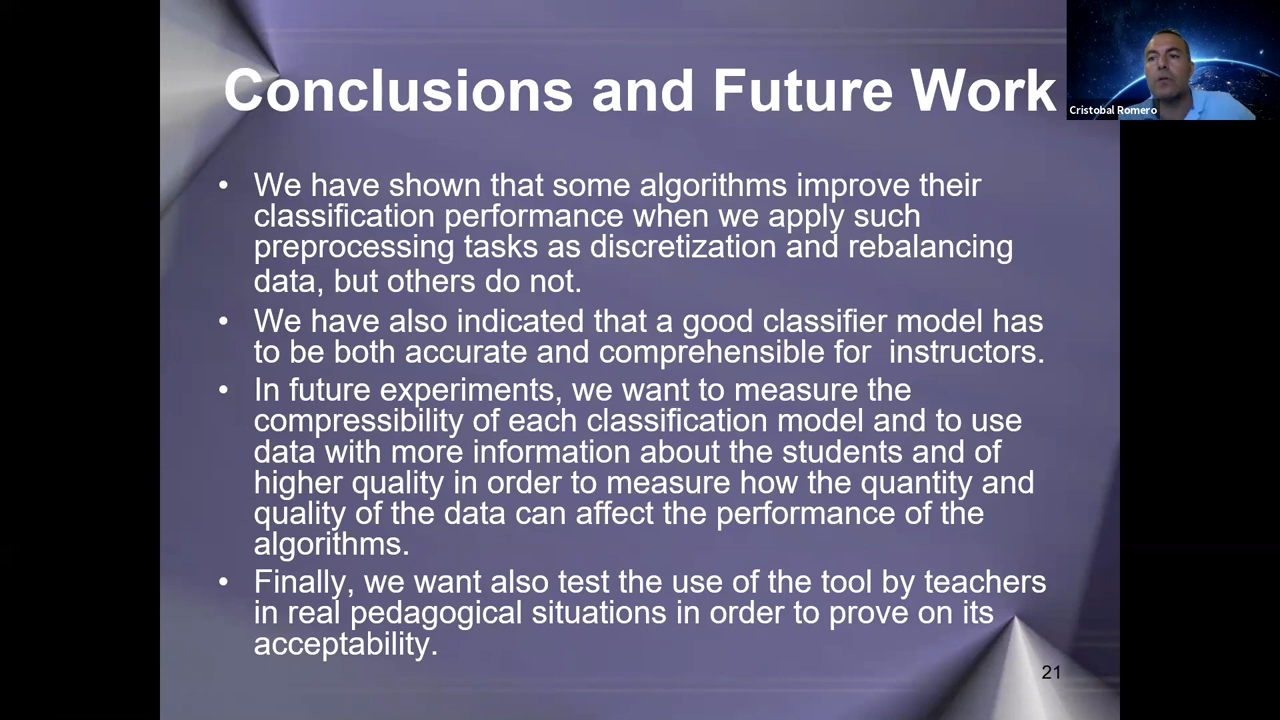 Conclusions and Future Work
Cristobal Romero
• We have shown that some algorithms improve their
classification performance when we apply such
preprocessing tasks as discretization and rebalancing
data, but others do not.
• We have also indicated that a good classifier model has
to be both accurate and comprehensible for  instructors.
• In future experiments, we want to measure the
compressibility of each classification model and to use
data with more information about the students and of
higher quality in order to measure how the quantity and
quality of the data can affect the performance of the
algorithms.
• Finally, we want also test the use of the tool by teachers
in real pedagogical situations in order to prove on its
acceptability.
21